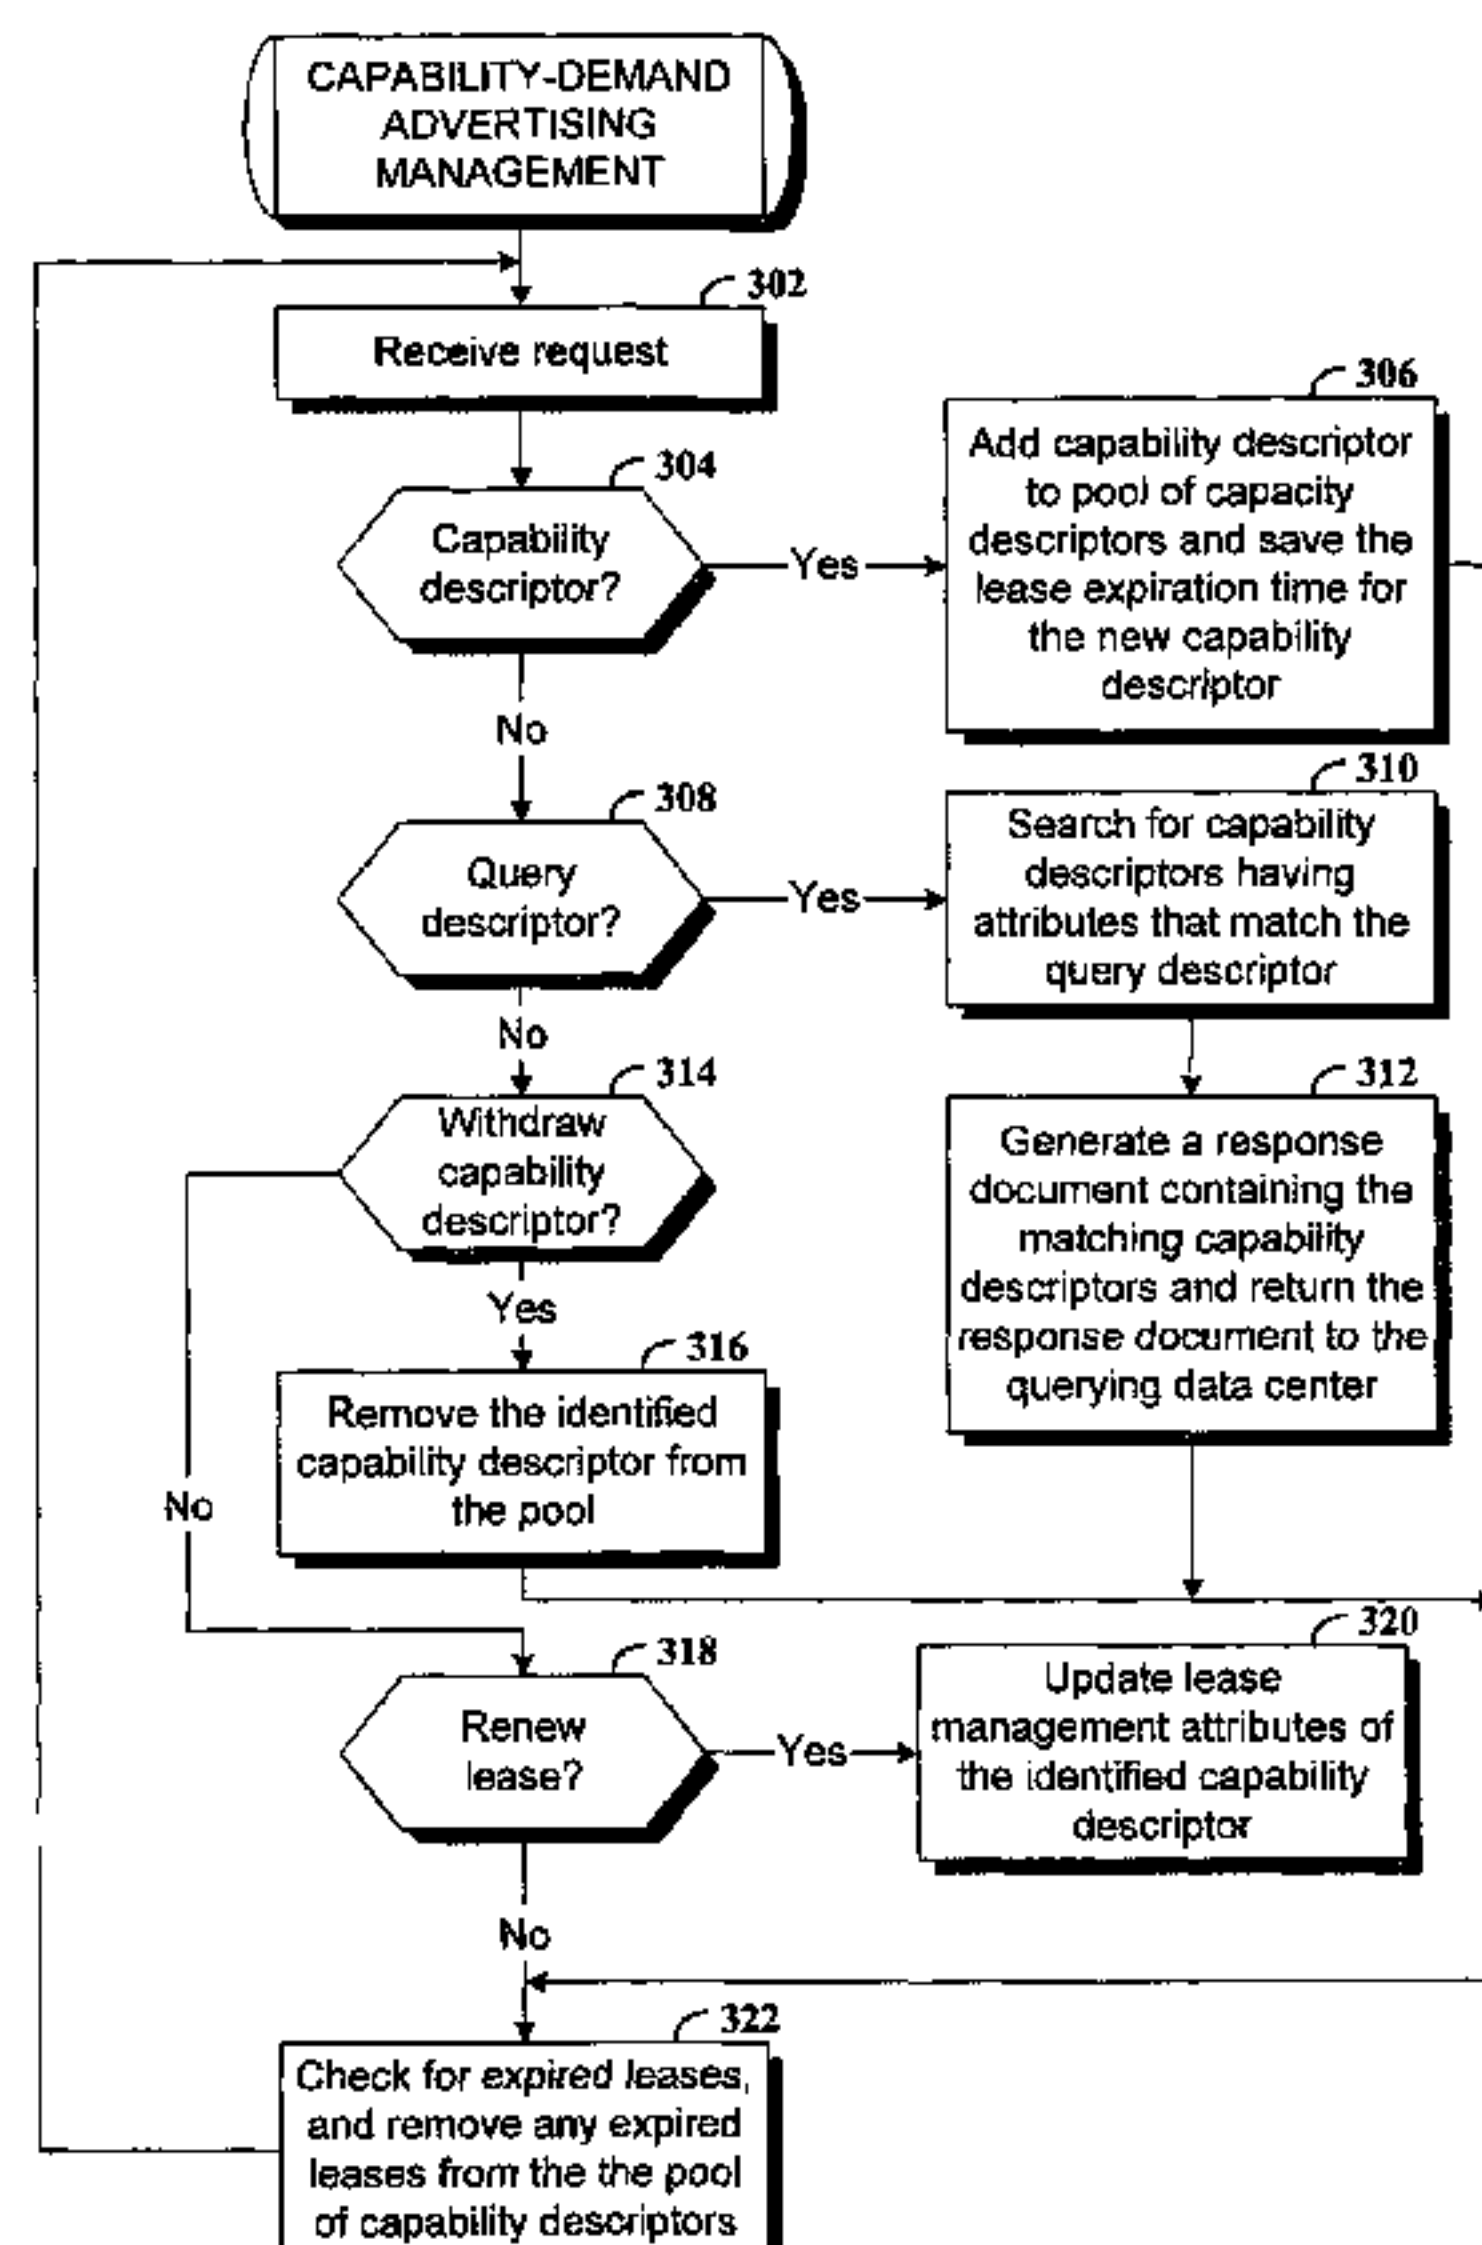 CAPABILITY-DEMAND
ADVERTISING
MANAGEMENT
302
Receive request
304
Capability
descriptor?
Yes
306
Add capability descriptor
to pool of capacity
descriptors and save the
lease expiration time for
the new capability
descriptor
No
308
Query
descriptor?
Yes
310
Search for capability
descriptors having
attributes that match the
query descriptor
No
312
Generate a response
document containing the
matching capability
descriptors and return the
response document to the
querying data center
314
Withdraw
capability
descriptor?
Yes
No
316
Remove the identified
capability descriptor from
the pool
318
Renew
lease?
Yes
320
Update lease
management attributes of
the identified capability
descriptor
No
322
Check for expired leases,
and remove any expired
leases from the the pool
of capability descriptors